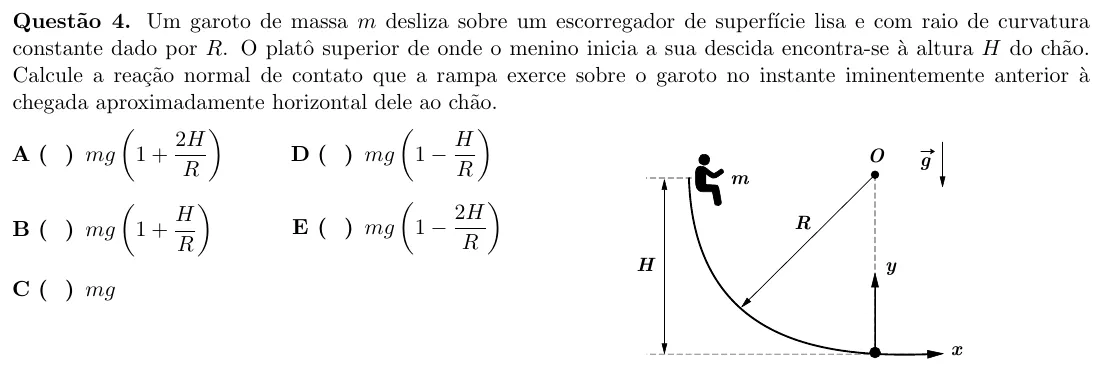 Questão 4. Um garoto de massa m desliza sobre um escorregador de superfície lisa e com raio de curvatura
constante dado por R. O platô superior de onde o menino inicia a sua descida encontra-se à altura H do chão.
Calcule a reação normal de contato que a rampa exerce sobre o garoto no instante iminentemente anterior à
chegada aproximadamente horizontal dele ao chão.
A ( ) mg(1 + 2H/R)
B ( ) mg(1 + H/R)
C ( ) mg
D ( ) mg(1 − H/R)
E ( ) mg(1 − 2H/R)
m
O
g⃗
R
H
y
x